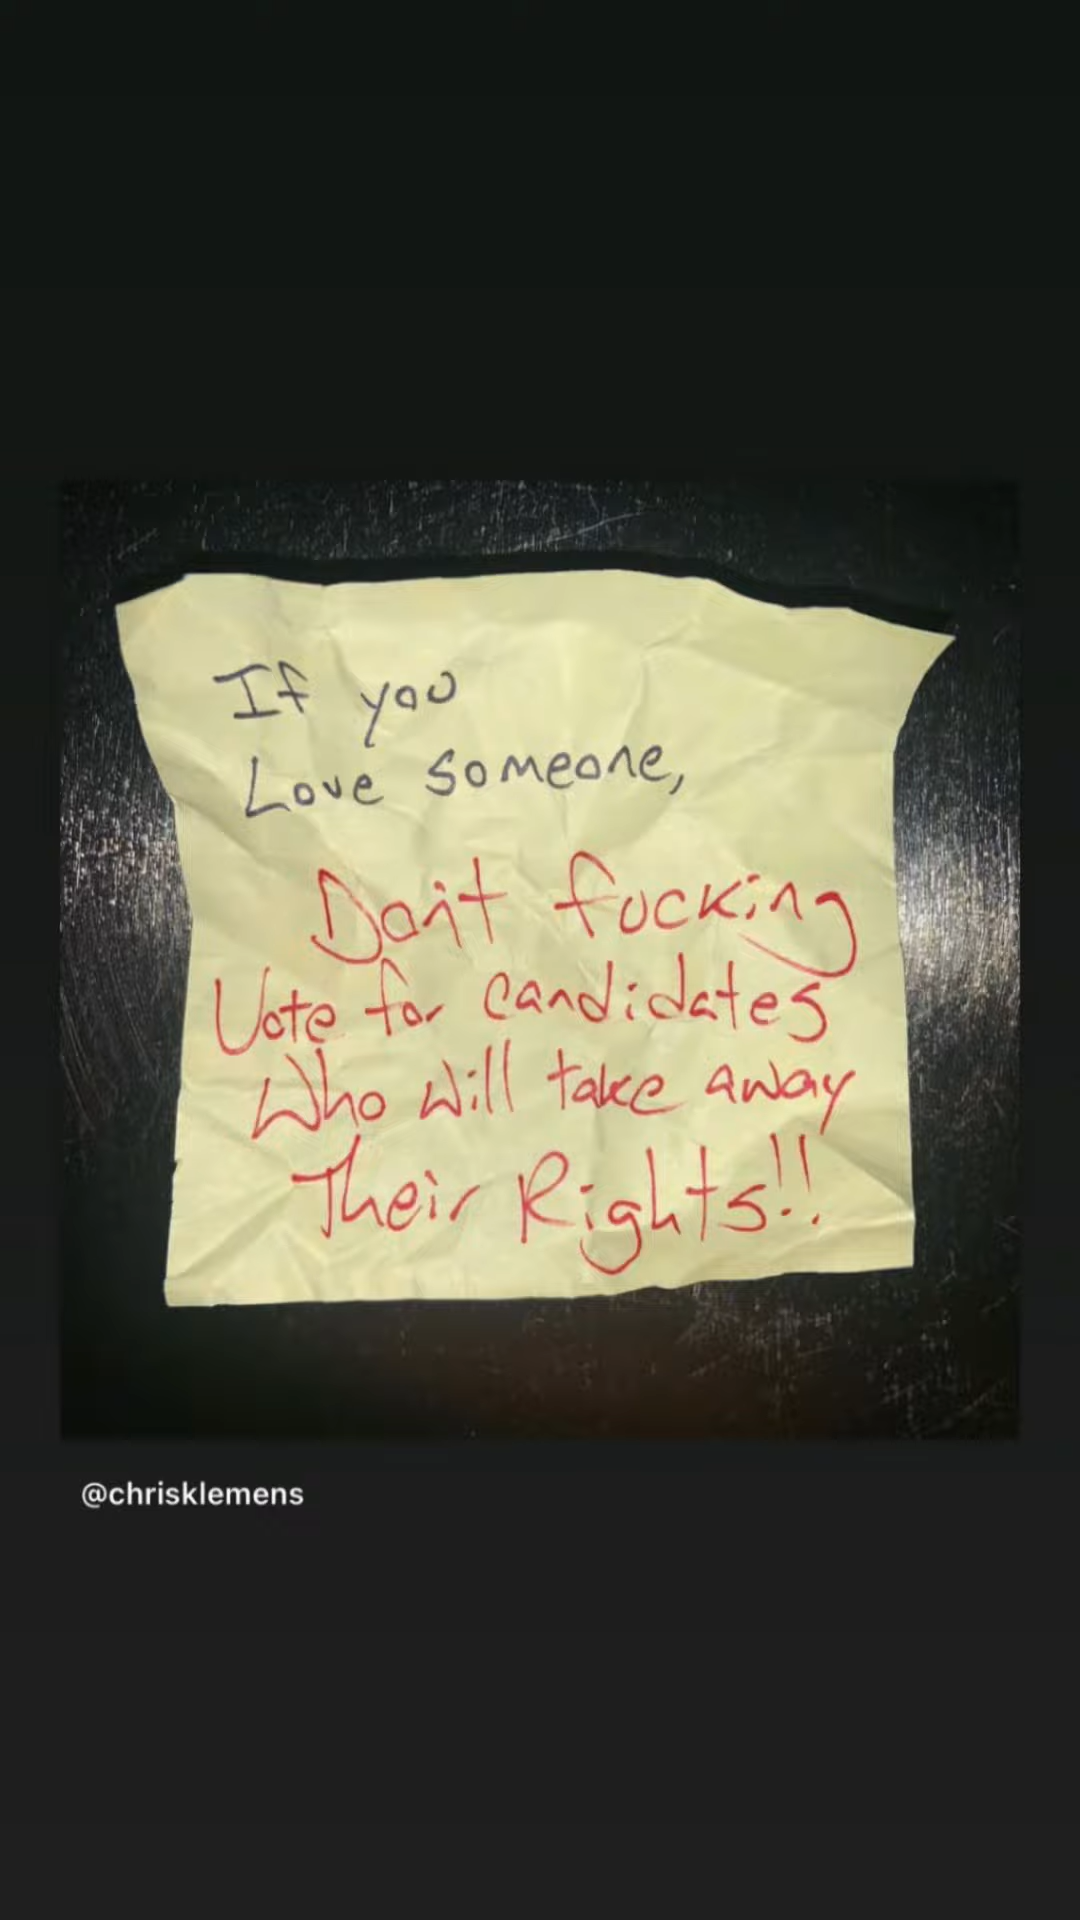 If you
Love someone,
Don't fucking
Vote for candidates
Who will take away
Their Rights!!
@chrisklemens